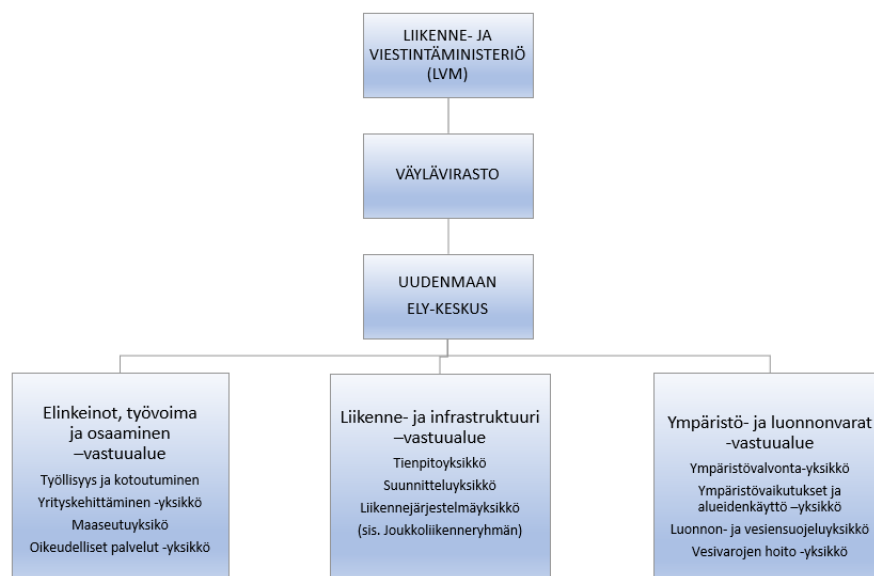 LIIKENNE- JA
VIESTINTÄMINISTERIÖ
(LVM)
VÄYLÄVIRASTO
UUDENMAAN
ELY-KESKUS
Elinkeinot, työvoima
ja osaaminen
–vastuualue
Työllisyys ja kotoutuminen
Yrityskehittäminen -yksikkö
Maaseutuyksikö
Oikeudelliset palvelut -yksikkö
Liikenne- ja infrastruktuuri
–vastuualue
Tienpitoyksikkö
Suunnitteluyksikkö
Liikennejärjestelmäyksikkö
(sis. Joukkoliikenneryhmän)
Ympäristö- ja luonnonvarat
-vastuualue
Ympäristövalvonta-yksikkö
Ympäristövaikutukset ja
alueidenkäyttö –yksikkö
Luonnon- ja vesiensuojeluyksikkö
Vesivarojen hoito -yksikkö